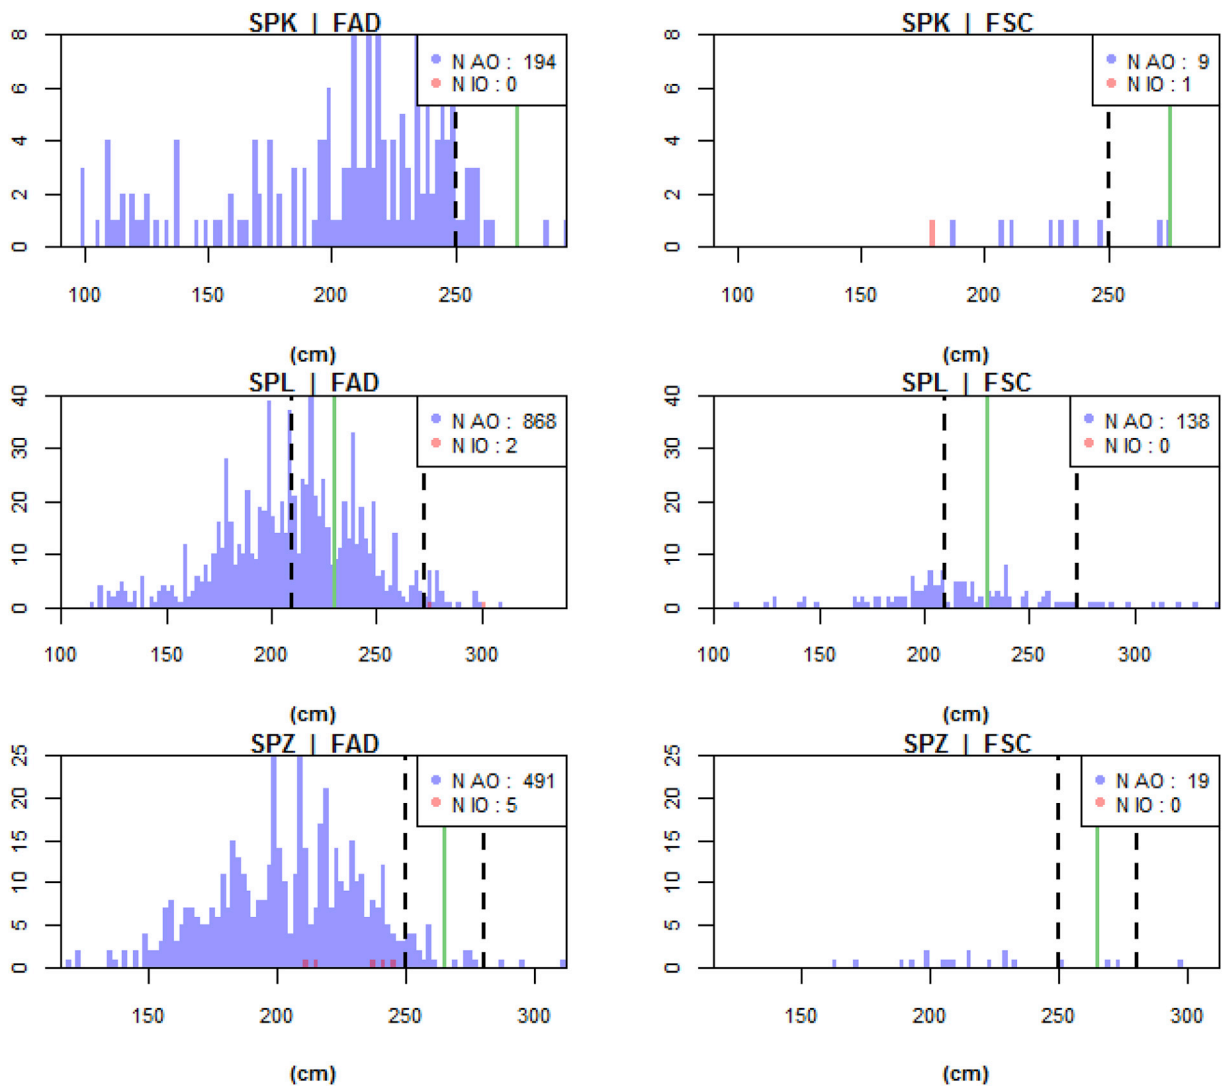 SPK | FAD
8
6
4
2
0
N AO : 194
N IO : 0
100 150 200 250
(cm)
SPK | FSC
8
6
4
2
0
N AO : 9
N IO : 1
100 150 200 250
(cm)
SPL | FAD
40
30
20
10
0
N AO : 868
N IO : 2
100 150 200 250 300
(cm)
SPL | FSC
40
30
20
10
0
N AO : 138
N IO : 0
100 150 200 250 300
(cm)
SPZ | FAD
25
20
15
10
5
0
N AO : 491
N IO : 5
150 200 250 300
(cm)
SPZ | FSC
25
20
15
10
5
0
N AO : 19
N IO : 0
150 200 250 300
(cm)